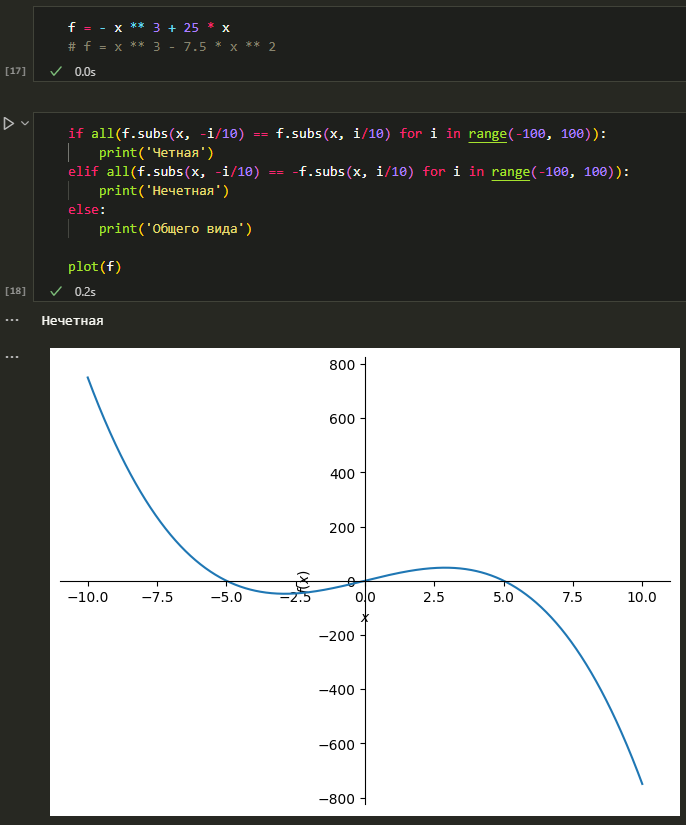 f = - x ** 3 + 25 * x
# f = x ** 3 - 7.5 * x ** 2
[17]
0.0s
if all(f.subs(x, -i/10) == f.subs(x, i/10) for i in range(-100, 100)):
print('Четная')
elif all(f.subs(x, -i/10) == -f.subs(x, i/10) for i in range(-100, 100)):
print('Нечетная')
else:
print('Общего вида')
plot(f)
[18]
0.2s
... Нечетная
...
800
600
400
200
0
f(x)
−10.0 −7.5 −5.0 −2.5 0.0 2.5 5.0 7.5 10.0
x
−200
−400
−600
−800